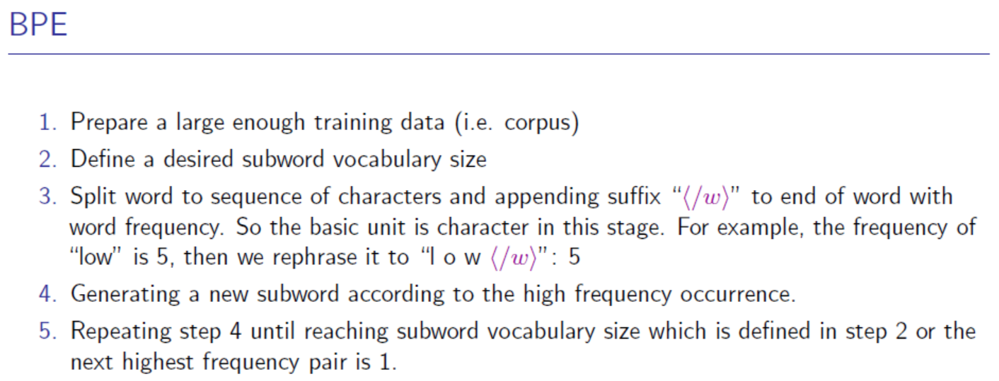 BPE
1. Prepare a large enough training data (i.e. corpus)
2. Define a desired subword vocabulary size
3. Split word to sequence of characters and appending suffix “⟨/w⟩” to end of word with
word frequency. So the basic unit is character in this stage. For example, the frequency of
“low” is 5, then we rephrase it to “l o w ⟨/w⟩”: 5
4. Generating a new subword according to the high frequency occurrence.
5. Repeating step 4 until reaching subword vocabulary size which is defined in step 2 or the
next highest frequency pair is 1.